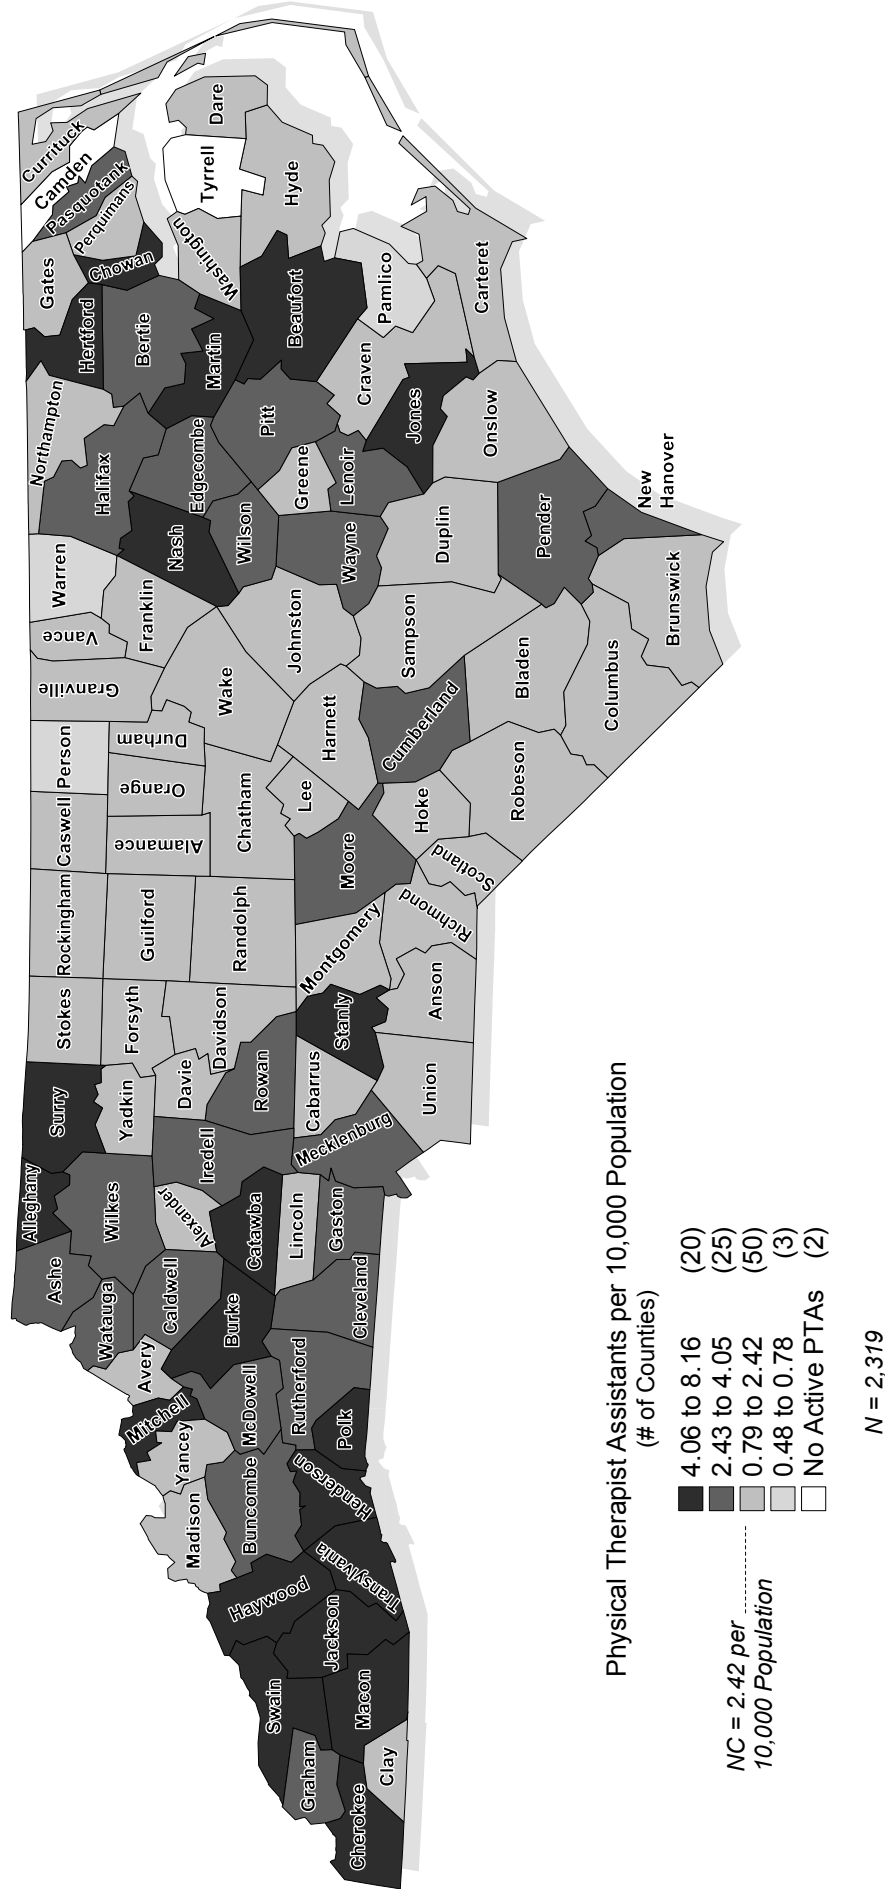 Cherokee
Graham
Clay
Swain
Macon
Jackson
Haywood
Transylvania
Henderson
Madison
Buncombe
Yancey
Mitchell
Avery
McDowell
Polk
Rutherford
Burke
Cleveland
Caldwell
Watauga
Ashe
Alleghany
Wilkes
Alexander
Catawba
Lincoln
Gaston
Iredell
Mecklenburg
Surry
Yadkin
Davie
Rowan
Cabarrus
Stanly
Union
Stokes
Forsyth
Davidson
Anson
Montgomery
Rockingham
Guilford
Randolph
Richmond
Moore
Scotland
Caswell
Alamance
Chatham
Lee
Hoke
Robeson
Person
Orange
Durham
Harnett
Cumberland
Granville
Wake
Bladen
Columbus
Brunswick
Vance
Franklin
Johnston
Sampson
Warren
Nash
Wilson
Wayne
Duplin
Pender
New
Hanover
Northampton
Halifax
Edgecombe
Pitt
Greene
Lenoir
Jones
Onslow
Hertford
Bertie
Martin
Beaufort
Craven
Pamlico
Carteret
Gates
Chowan
Perquimans
Pasquotank
Camden
Currituck
Washington
Tyrrell
Dare
Hyde
Physical Therapist Assistants per 10,000 Population
(# of Counties)
4.06 to 8.16 (20)
2.43 to 4.05 (25)
0.79 to 2.42 (50)
0.48 to 0.78 (3)
No Active PTAs (2)
NC = 2.42 per
10,000 Population
N = 2,319